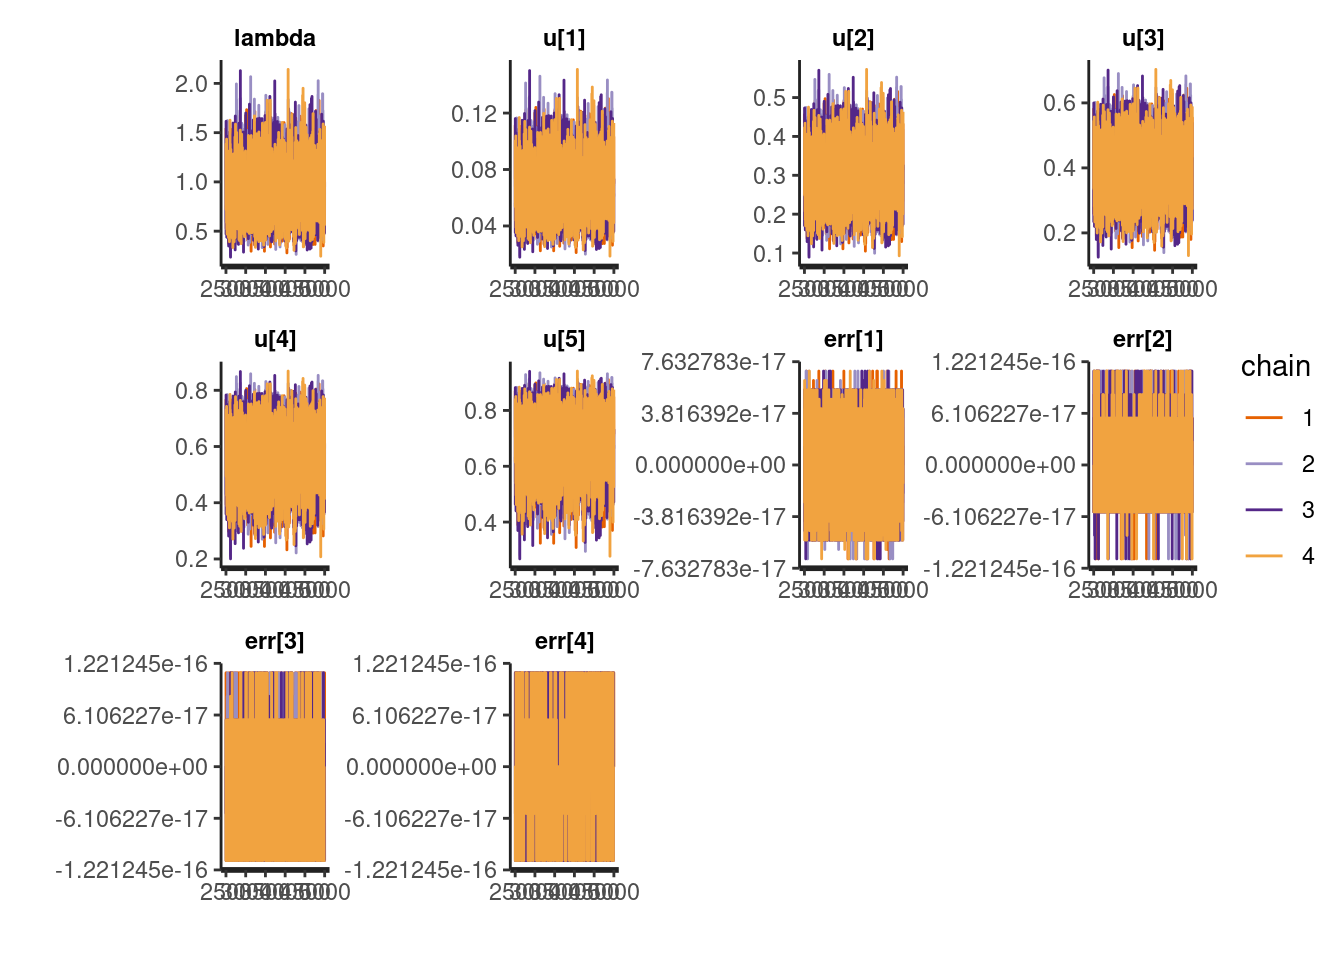 lambda
u[1]
u[2]
u[3]
2.0
1.5
1.0
0.5
0.12
0.08
0.04
0.5
0.4
0.3
0.2
0.1
0.6
0.4
0.2
u[4]
u[5]
err[1]
err[2]
0.8
0.6
0.4
0.2
0.8
0.6
0.4
7.632783e-17
3.816392e-17
0.000000e+00
-3.816392e-17
-7.632783e-17
1.221245e-16
6.106227e-17
0.000000e+00
-6.106227e-17
-1.221245e-16
chain
1
2
3
4
err[3]
err[4]
1.221245e-16
6.106227e-17
0.000000e+00
-6.106227e-17
-1.221245e-16
1.221245e-16
6.106227e-17
0.000000e+00
-6.106227e-17
-1.221245e-16